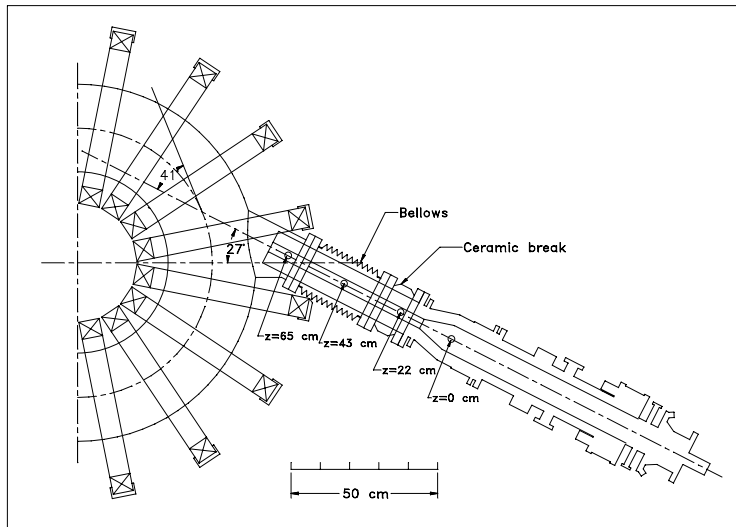 41°
27°
Bellows
Ceramic break
z=65 cm
z=43 cm
z=22 cm
z=0 cm
50 cm